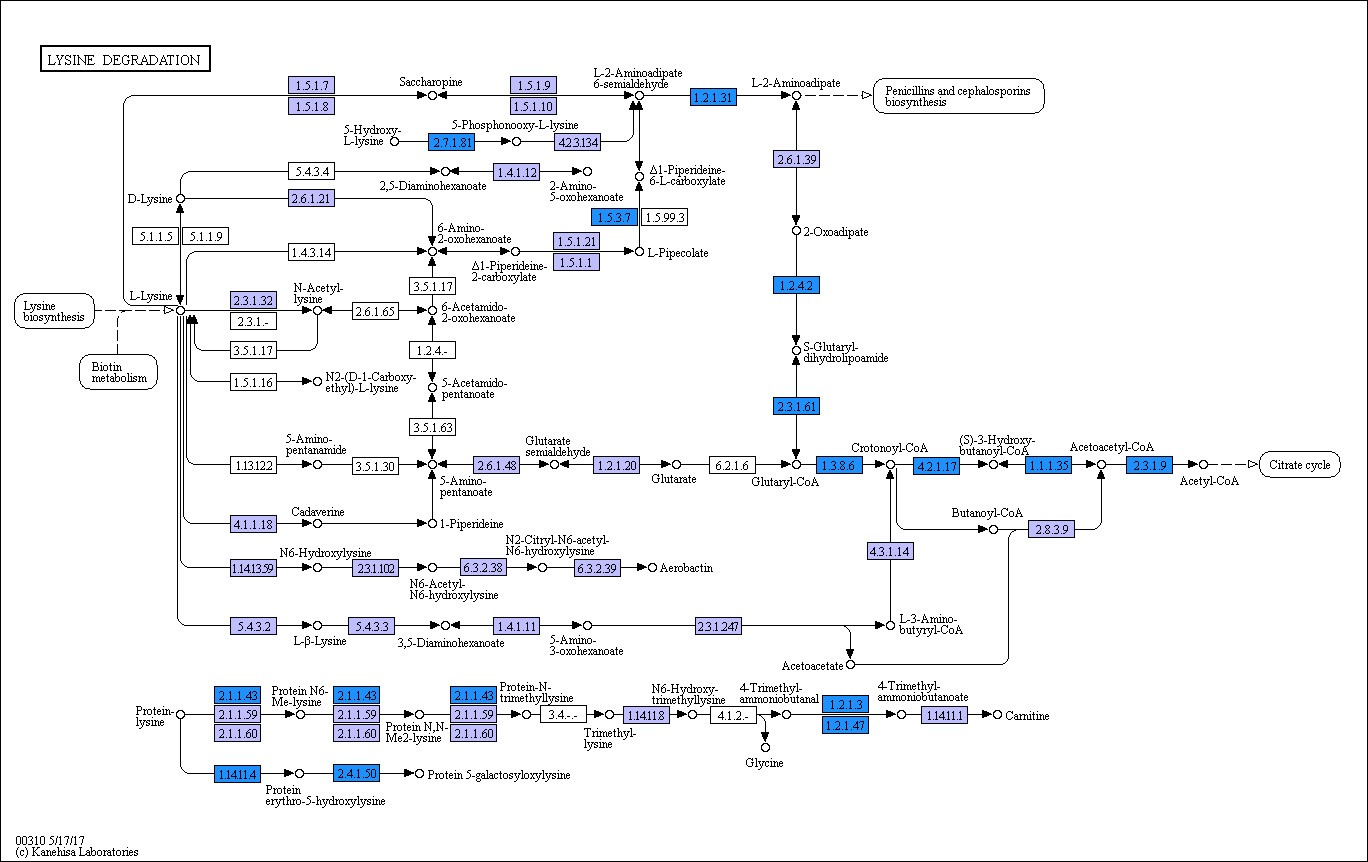 LYSINE DEGRADATION
1.5.1.7
1.5.1.8
Saccharopine
1.5.1.9
1.5.1.10
L-2-Aminoadipate
6-semialdehyde
1.2.1.31
L-2-Aminoadipate
Penicillins and cephalosporins
biosynthesis
5-Hydroxy-
L-lysine
2.7.1.81
5-Phosphonooxy-L-lysine
4.2.3.134
2.6.1.39
5.4.3.4
2,5-Diaminohexanoate
1.4.1.12
2-Amino-
5-oxohexanoate
Δ1-Piperideine-
6-L-carboxylate
D-Lysine
2.6.1.21
1.5.3.7
1.5.99.3
5.1.1.5
5.1.1.9
6-Amino-
2-oxohexanoate
2-Oxoadipate
1.4.3.14
1.5.1.21
1.5.1.1
L-Pipecolate
Δ1-Piperideine-
2-carboxylate
1.2.4.2
3.5.1.17
L-Lysine
2.3.1.32
2.3.1.-
N-Acetyl-
lysine
2.6.1.65
6-Acetamido-
2-oxohexanoate
Lysine
biosynthesis
3.5.1.17
1.2.4.-
S-Glutaryl-
dihydrolipoamide
Biotin
metabolism
1.5.1.16
N2-(D-1-Carboxy-
ethyl)-L-lysine
5-Acetamido-
pentanoate
2.3.1.61
3.5.1.63
5-Amino-
pentanamide
1.13.12.2
3.5.1.30
5-Amino-
pentanoate
2.6.1.48
Glutarate
semialdehyde
1.2.1.20
Glutarate
6.2.1.6
Glutaryl-CoA
1.3.8.6
Crotonoyl-CoA
4.2.1.17
(S)-3-Hydroxy-
butanoyl-CoA
1.1.1.35
Acetoacetyl-CoA
2.3.1.9
Acetyl-CoA
Citrate cycle
4.1.1.18
Cadaverine
1-Piperideine
Butanoyl-CoA
2.8.3.9
4.3.1.14
1.14.13.59
N6-Hydroxylysine
2.3.1.102
N6-Acetyl-
N6-hydroxylysine
6.3.2.38
N2-Citryl-N6-acetyl-
N6-hydroxylysine
6.3.2.39
Aerobactin
5.4.3.2
L-β-Lysine
5.4.3.3
3,5-Diaminohexanoate
1.4.1.11
5-Amino-
3-oxohexanoate
2.3.1.247
L-3-Amino-
butyryl-CoA
Acetoacetate
Protein-
lysine
2.1.1.43
2.1.1.59
2.1.1.60
Protein N6-
Me-lysine
2.1.1.43
2.1.1.59
2.1.1.60
Protein N,N-
Me2-lysine
2.1.1.43
2.1.1.59
2.1.1.60
Protein-N-
trimethyllysine
3.4.-.-
Trimethyl-
lysine
1.14.11.8
N6-Hydroxy-
trimethyllysine
4.1.2.-
4-Trimethyl-
ammoniobutanal
Glycine
1.2.1.3
1.2.1.47
4-Trimethyl-
ammoniobutanoate
1.14.11.1
Carnitine
1.14.11.4
Protein
erythro-5-hydroxylysine
2.4.1.50
Protein 5-galactosyloxylysine
00310 5/17/17
(c) Kanehisa Laboratories